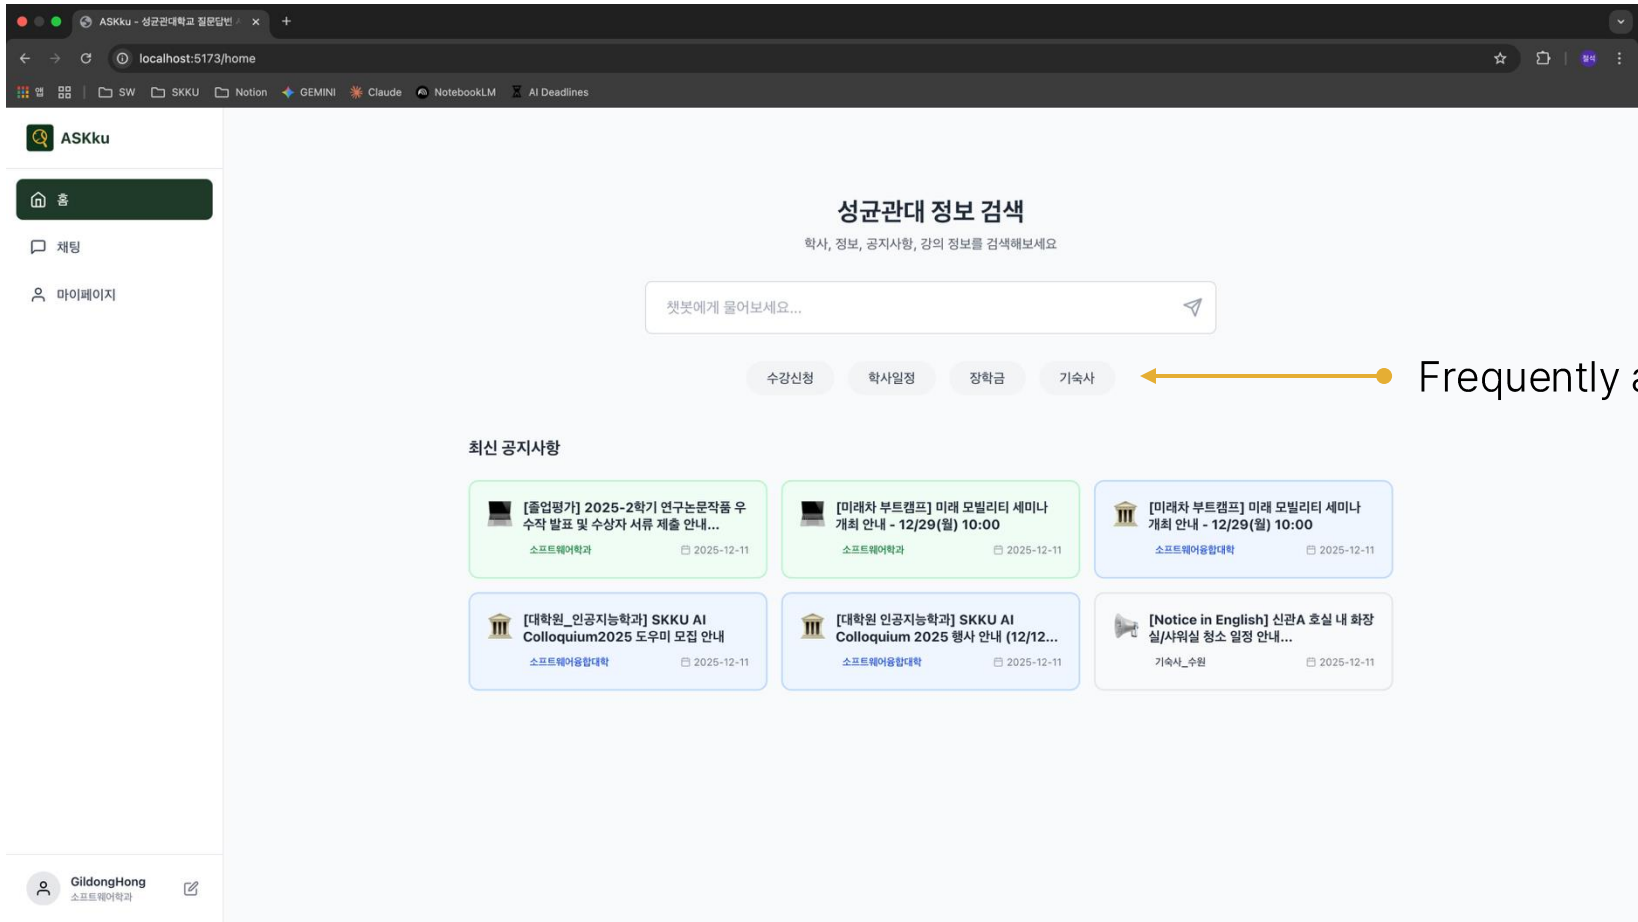 ASKku - 성균관대학교 질문답변
localhost:5173/home
앱 SW SKKU Notion GEMINI Claude NotebookLM AI Deadlines
정석
ASKku
홈
채팅
마이페이지
성균관대 정보 검색
학사, 정보, 공지사항, 강의 정보를 검색해보세요
챗봇에게 물어보세요...
수강신청 학사일정 장학금 기숙사
Frequently
최신 공지사항
[졸업평가] 2025-2학기 연구논문작품 우
수작 발표 및 수상자 서류 제출 안내...
소프트웨어학과 2025-12-11
[미래차 부트캠프] 미래 모빌리티 세미나
개최 안내 - 12/29(월) 10:00
소프트웨어학과 2025-12-11
[미래차 부트캠프] 미래 모빌리티 세미나
개최 안내 - 12/29(월) 10:00
소프트웨어융합대학 2025-12-11
[대학원_인공지능학과] SKKU AI
Colloquium2025 도우미 모집 안내
소프트웨어융합대학 2025-12-11
[대학원 인공지능학과] SKKU AI
Colloquium 2025 행사 안내 (12/12...
소프트웨어융합대학 2025-12-11
[Notice in English] 신관A 호실 내 화장
실/샤워실 청소 일정 안내...
기숙사_수원 2025-12-11
GildongHong
소프트웨어학과